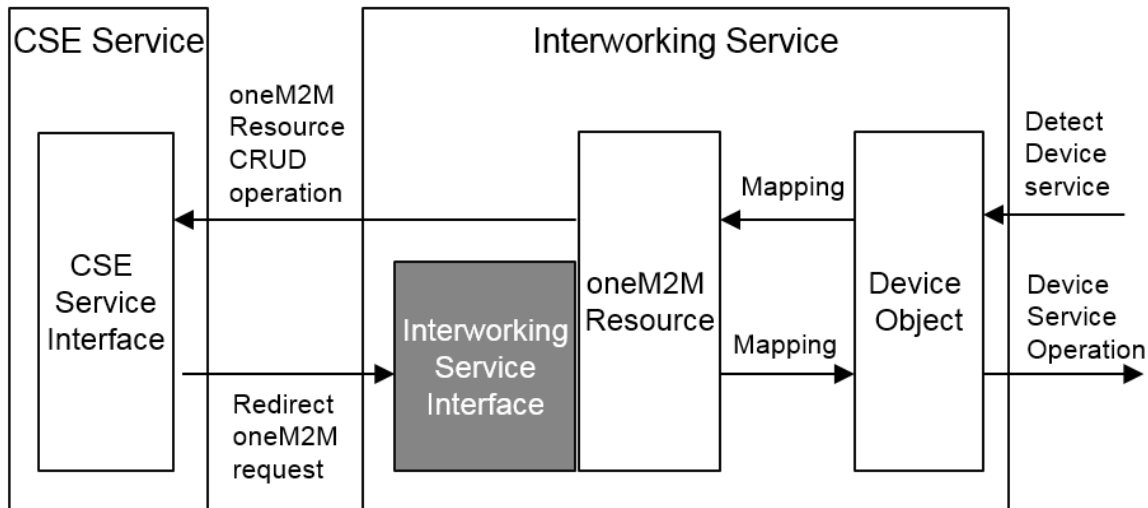 CSE Service
Interworking Service
oneM2M
Resource
CRUD
operation
Detect
Device
service
Mapping
CSE
Service
Interface
Interworking
Service
Interface
oneM2M
Resource
Device
Object
Device
Service
Operation
Mapping
Redirect
oneM2M
request